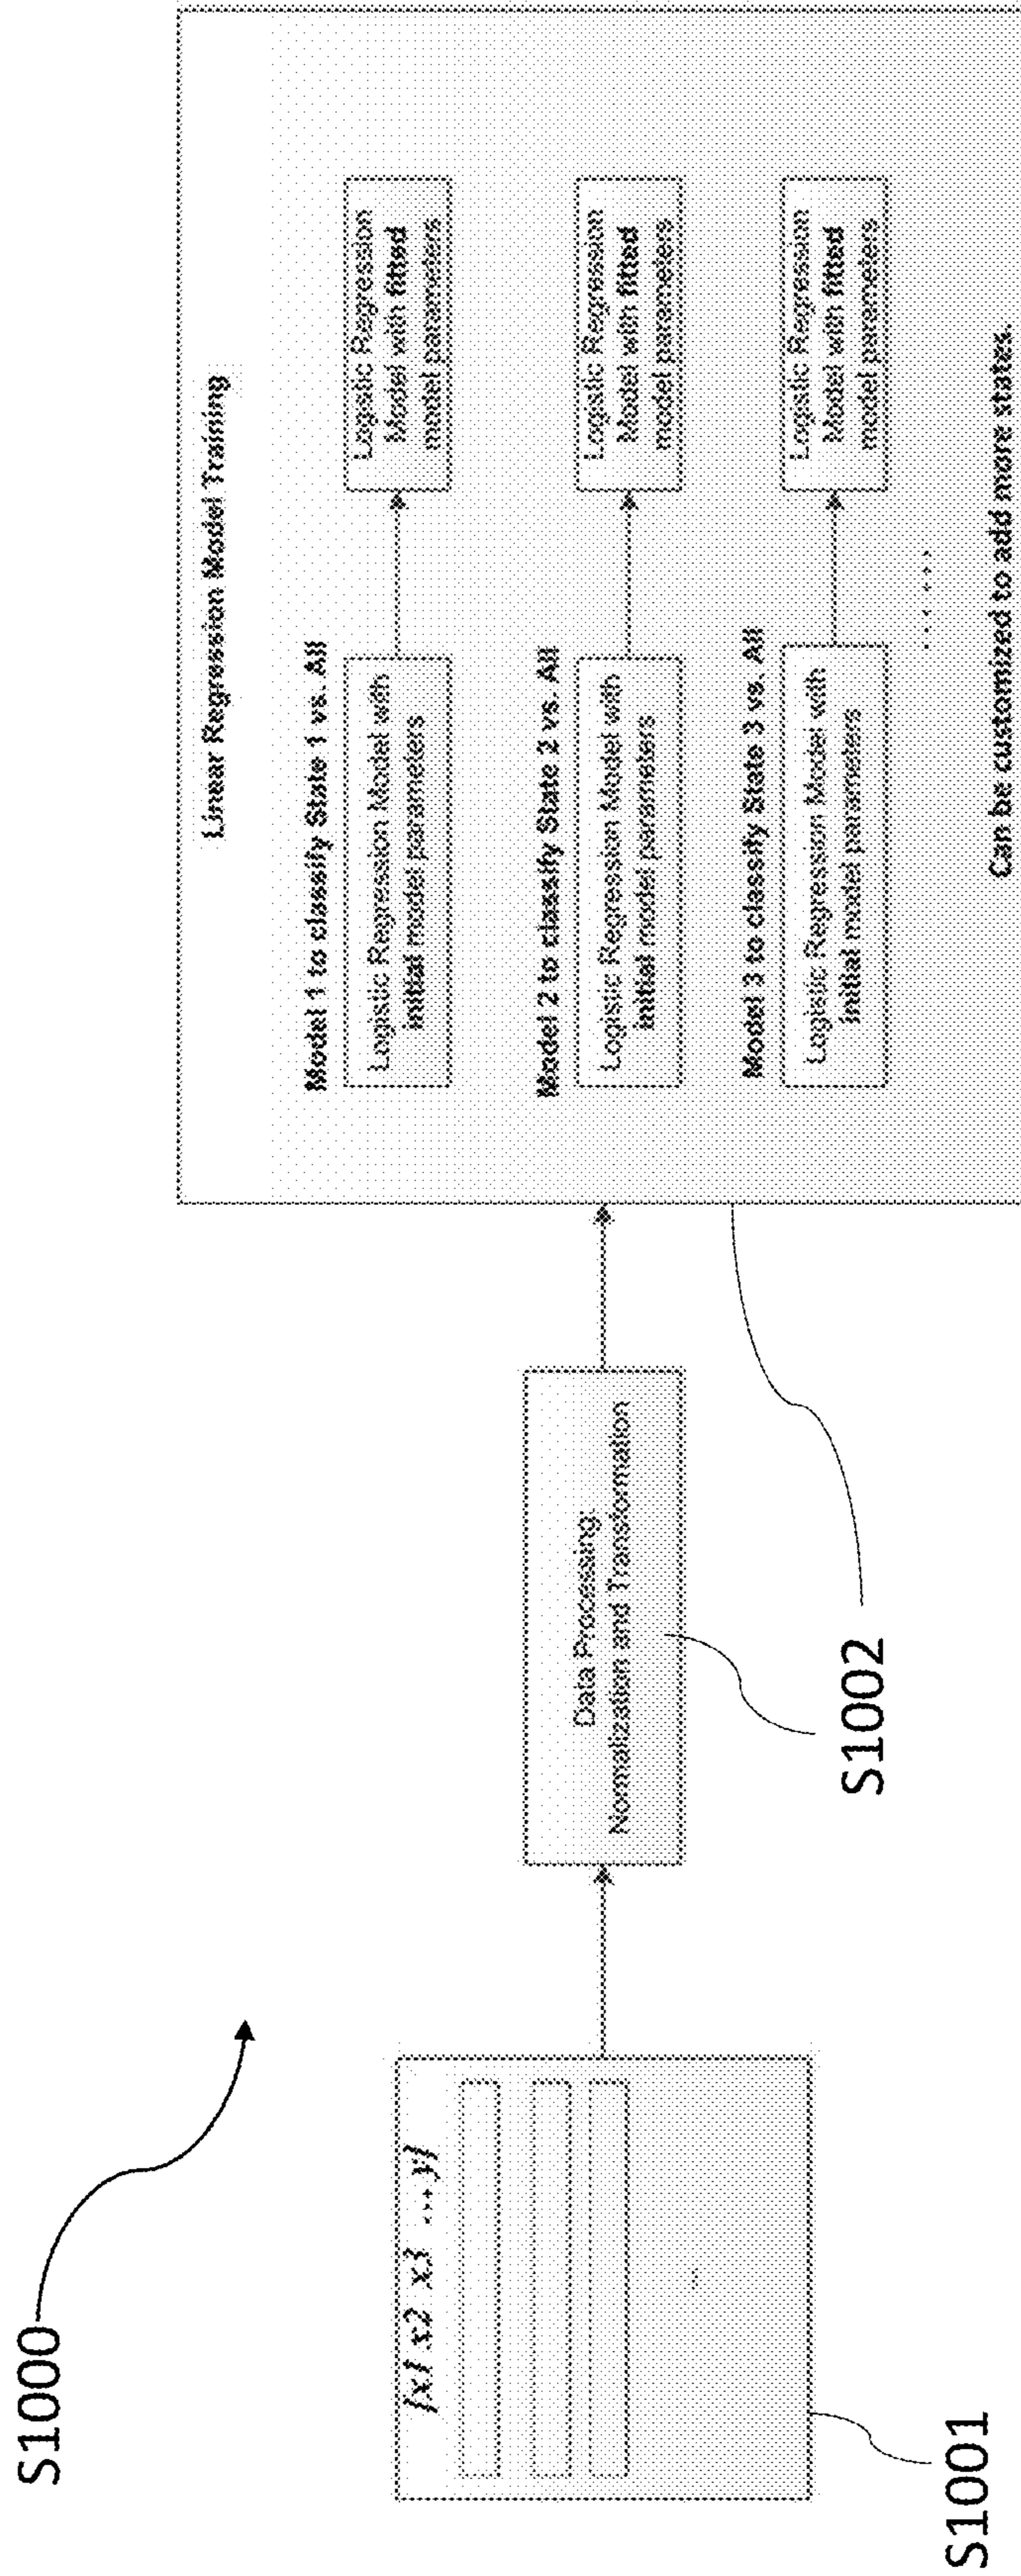 S1000
[x1 x2 x3 ... y]
...
S1001
Data Processing:
Normalization and Transformation
S1002
Linear Regression Model Training
Model 1 to classify State 1 vs. All
Logistic Regression Model with
initial model parameters
Logistic Regression
Model with fitted
model parameters
Model 2 to classify State 2 vs. All
Logistic Regression Model with
initial model parameters
Logistic Regression
Model with fitted
model parameters
Model 3 to classify State 3 vs. All
Logistic Regression Model with
initial model parameters
Logistic Regression
Model with fitted
model parameters
......
Can be customized to add more states.